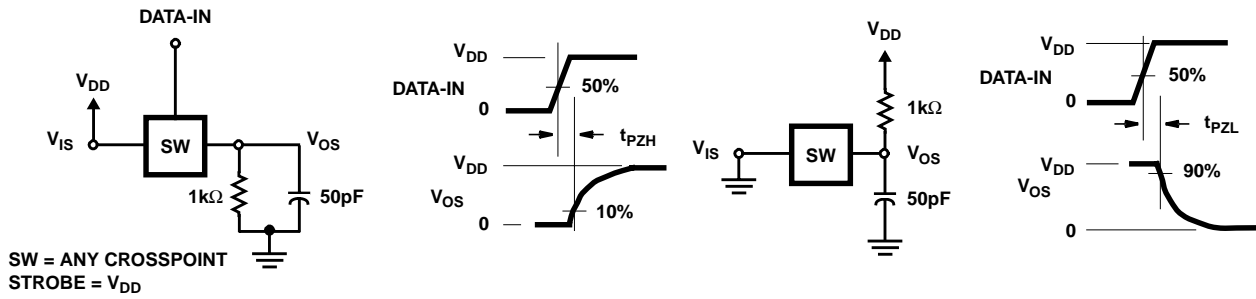 DATA-IN
V_DD
V_IS
SW
V_OS
1kΩ
50pF
SW = ANY CROSSPOINT
STROBE = V_DD
V_DD
DATA-IN
50%
0
t_PZH
V_DD
V_OS
10%
0
V_DD
1kΩ
V_IS
SW
V_OS
50pF
V_DD
DATA-IN
50%
0
t_PZL
V_DD
90%
V_OS
0